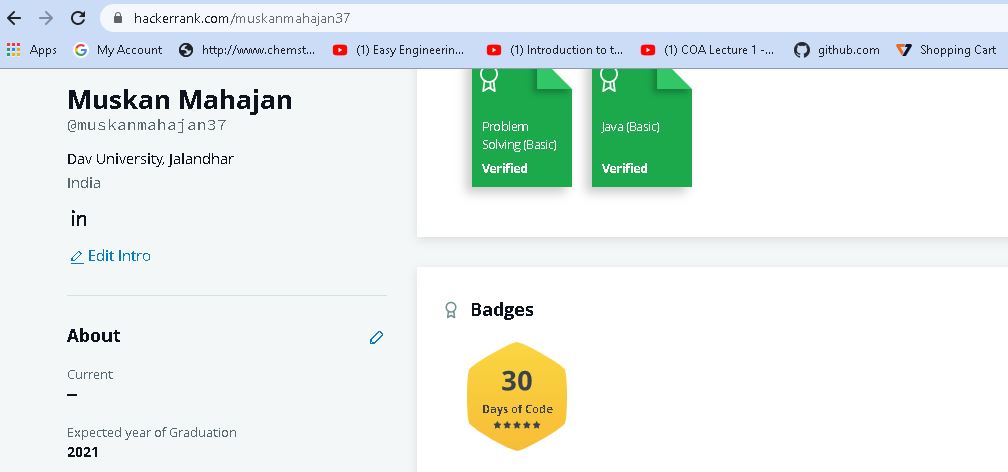 hackerrank.com/muskanmahajan37
Apps
My Account
http://www.chemst...
(1) Easy Engineerin...
(1) Introduction to t...
(1) COA Lecture 1 -...
github.com
Shopping Cart
Muskan Mahajan
@muskanmahajan37
Dav University, Jalandhar
India
in
Edit Intro
About
Current
—
Expected year of Graduation
2021
Problem
Solving (Basic)
Verified
Java (Basic)
Verified
Badges
30
Days of Code
★★★★★